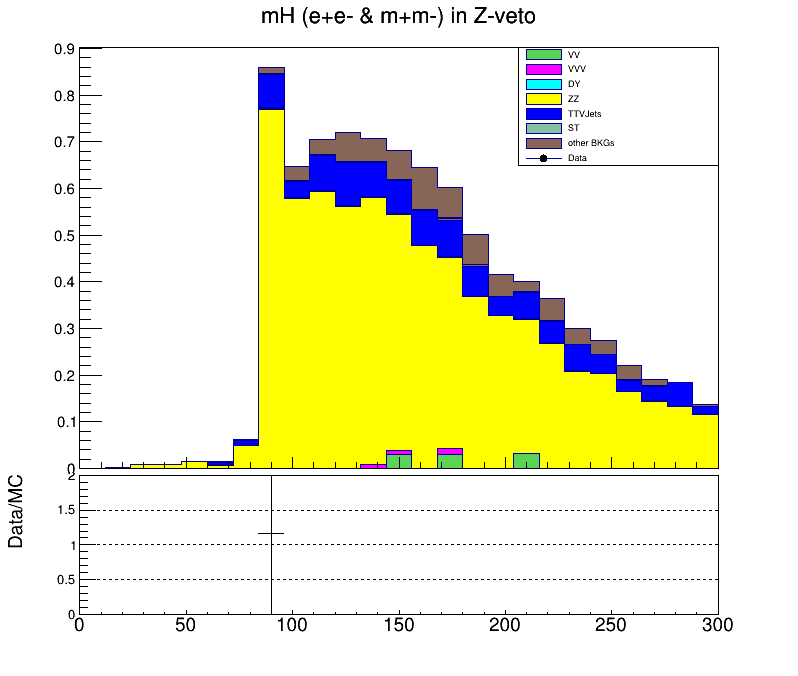 mH (e+e- & m+m-) in Z-veto
0.9
0.8
0.7
0.6
0.5
0.4
0.3
0.2
0.1
0
VV
VVV
DY
ZZ
TTVJets
ST
other BKGs
Data
Data/MC
2
1.5
1
0.5
0
0 50 100 150 200 250 300